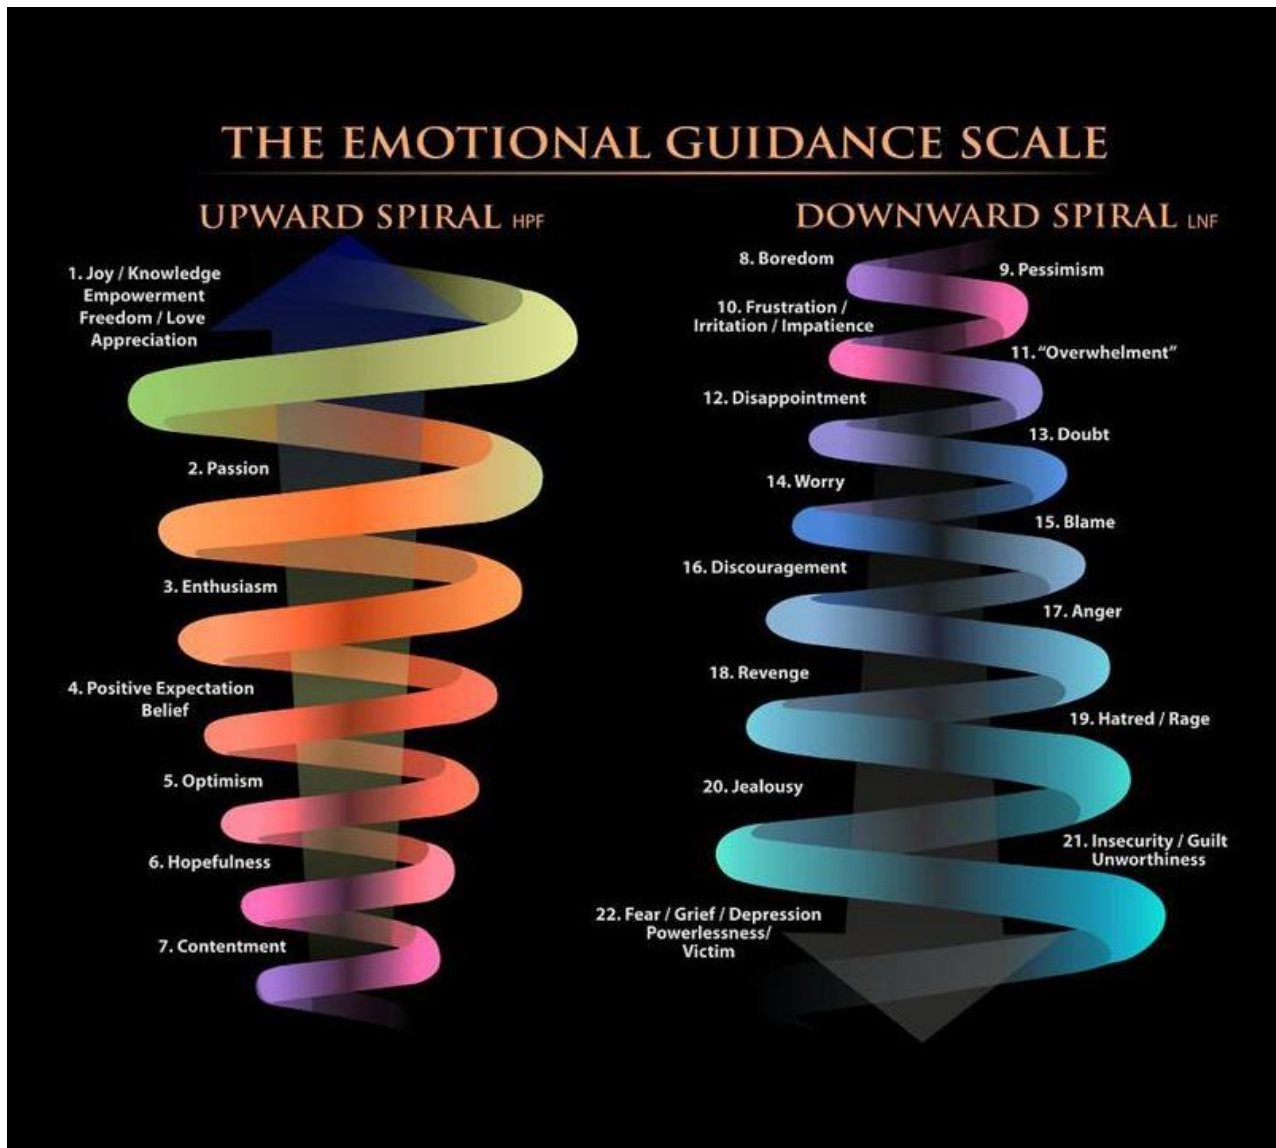 THE EMOTIONAL GUIDANCE SCALE
UPWARD SPIRAL HPF
1. Joy / Knowledge
Empowerment
Freedom / Love
Appreciation
2. Passion
3. Enthusiasm
4. Positive Expectation
Belief
5. Optimism
6. Hopefulness
7. Contentment
DOWNWARD SPIRAL LNF
8. Boredom
9. Pessimism
10. Frustration /
Irritation / Impatience
11. “Overwhelment”
12. Disappointment
13. Doubt
14. Worry
15. Blame
16. Discouragement
17. Anger
18. Revenge
19. Hatred / Rage
20. Jealousy
21. Insecurity / Guilt
Unworthiness
22. Fear / Grief / Depression
Powerlessness/
Victim